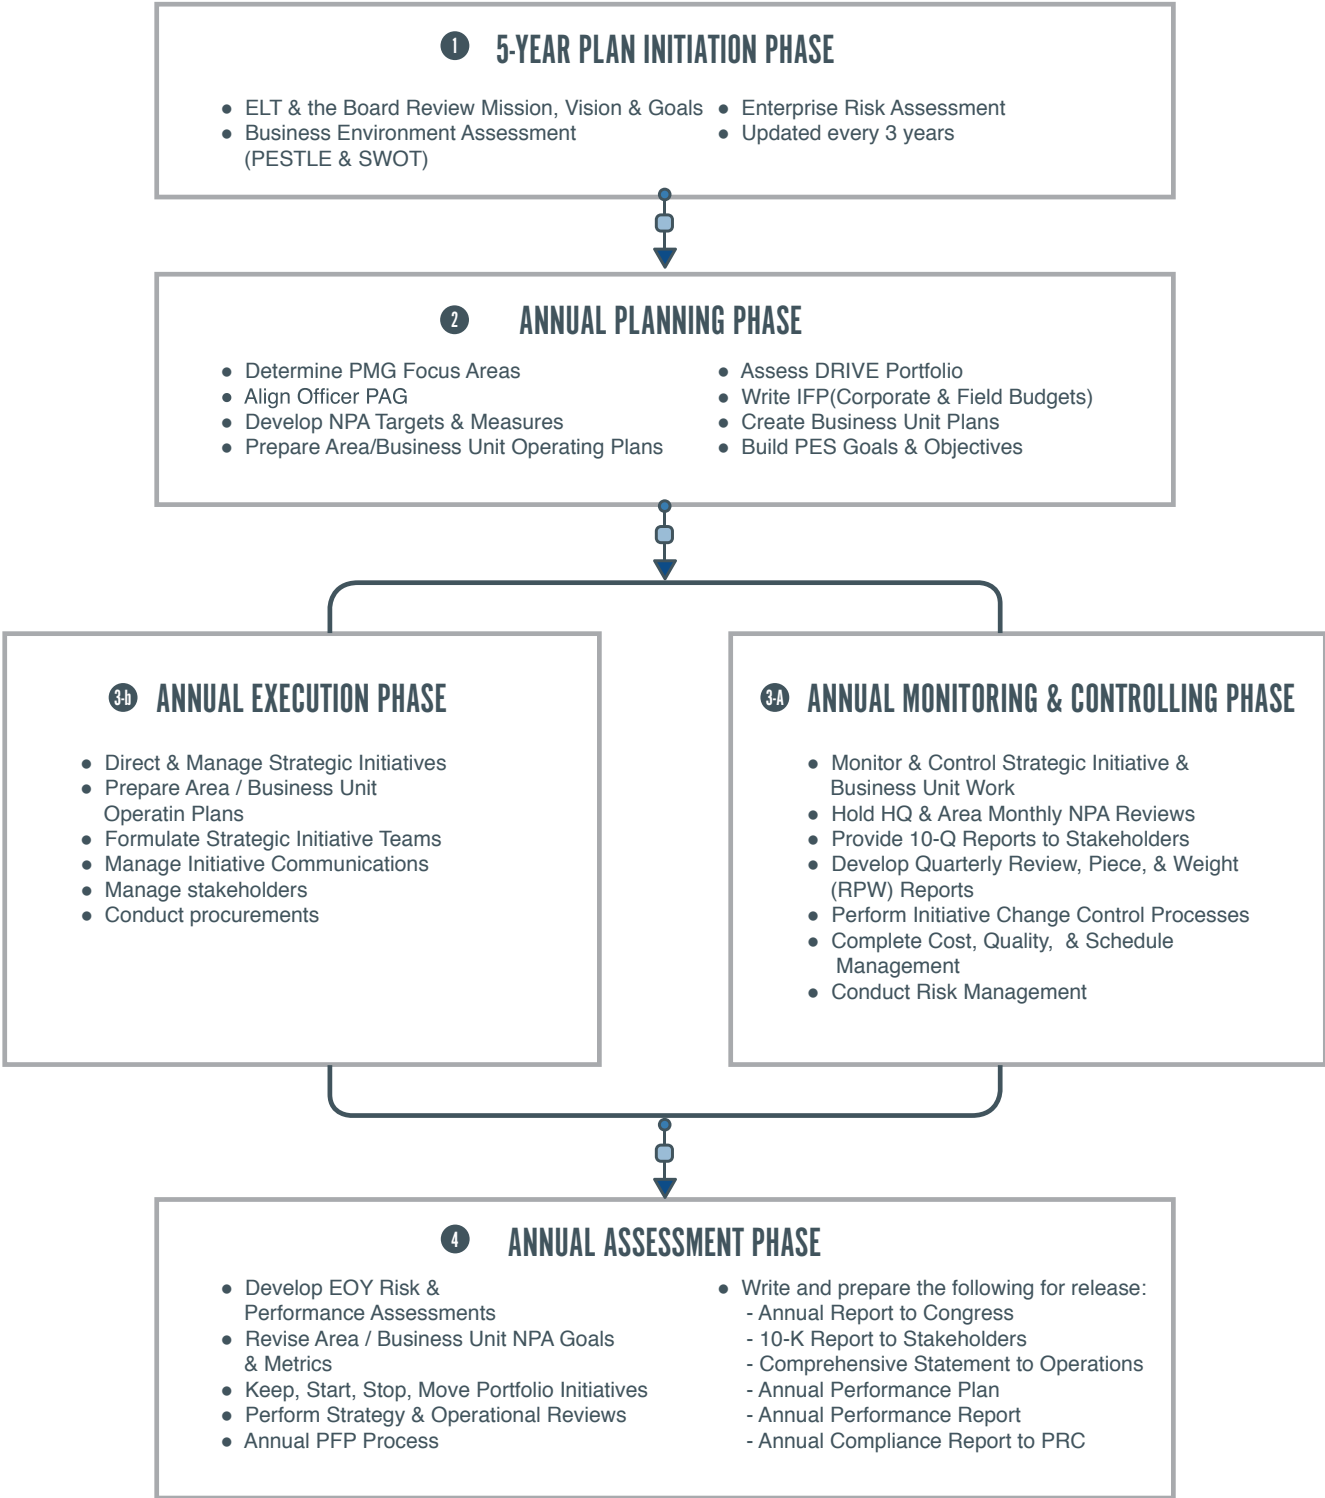 1 5-YEAR PLAN INITIATION PHASE
● ELT & the Board Review Mission, Vision & Goals
● Business Environment Assessment
(PESTLE & SWOT)
● Enterprise Risk Assessment
● Updated every 3 years
2 ANNUAL PLANNING PHASE
● Determine PMG Focus Areas
● Align Officer PAG
● Develop NPA Targets & Measures
● Prepare Area/Business Unit Operating Plans
● Assess DRIVE Portfolio
● Write IFP(Corporate & Field Budgets)
● Create Business Unit Plans
● Build PES Goals & Objectives
3-b ANNUAL EXECUTION PHASE
● Direct & Manage Strategic Initiatives
● Prepare Area / Business Unit
Operatin Plans
● Formulate Strategic Initiative Teams
● Manage Initiative Communications
● Manage stakeholders
● Conduct procurements
3-A ANNUAL MONITORING & CONTROLLING PHASE
● Monitor & Control Strategic Initiative &
Business Unit Work
● Hold HQ & Area Monthly NPA Reviews
● Provide 10-Q Reports to Stakeholders
● Develop Quarterly Review, Piece, & Weight
(RPW) Reports
● Perform Initiative Change Control Processes
● Complete Cost, Quality, & Schedule
Management
● Conduct Risk Management
4 ANNUAL ASSESSMENT PHASE
● Develop EOY Risk &
Performance Assessments
● Revise Area / Business Unit NPA Goals
& Metrics
● Keep, Start, Stop, Move Portfolio Initiatives
● Perform Strategy & Operational Reviews
● Annual PFP Process
● Write and prepare the following for release:
- Annual Report to Congress
- 10-K Report to Stakeholders
- Comprehensive Statement to Operations
- Annual Performance Plan
- Annual Performance Report
- Annual Compliance Report to PRC